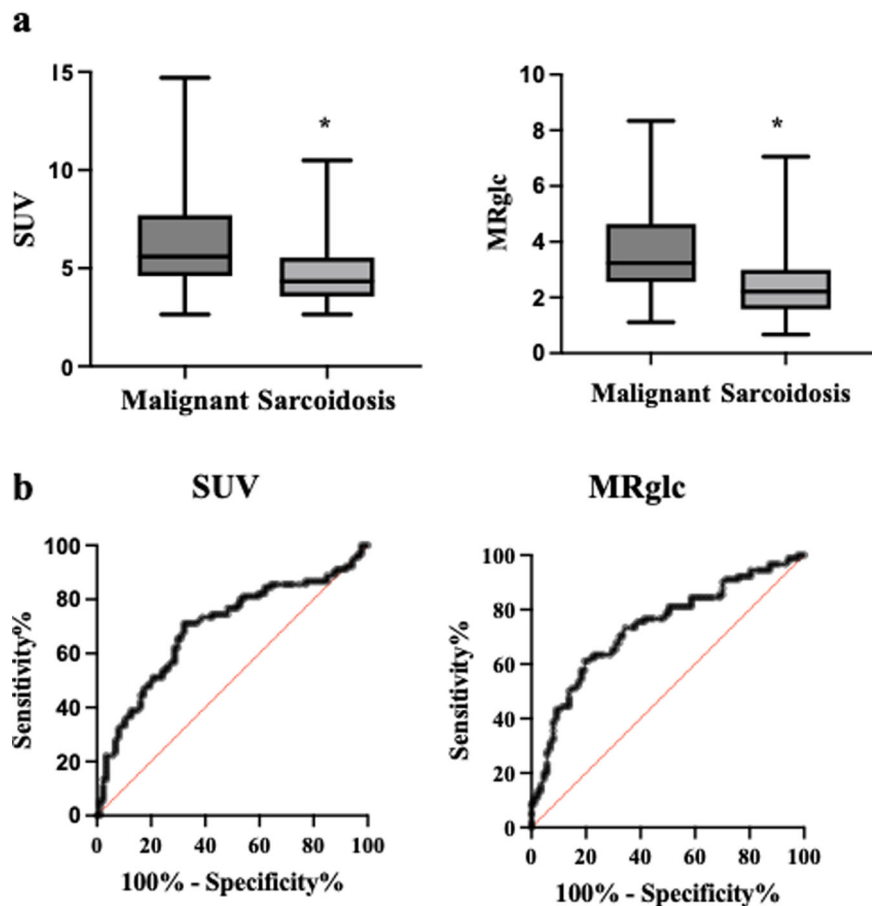 a
SUV
15
10
5
0
*
Malignant Sarcoidosis
MRglc
10
8
6
4
2
0
*
Malignant Sarcoidosis
b
SUV
Sensitivity%
100
80
60
40
20
0
0 20 40 60 80 100
100% - Specificity%
MRglc
Sensitivity%
100
80
60
40
20
0
0 20 40 60 80 100
100% - Specificity%